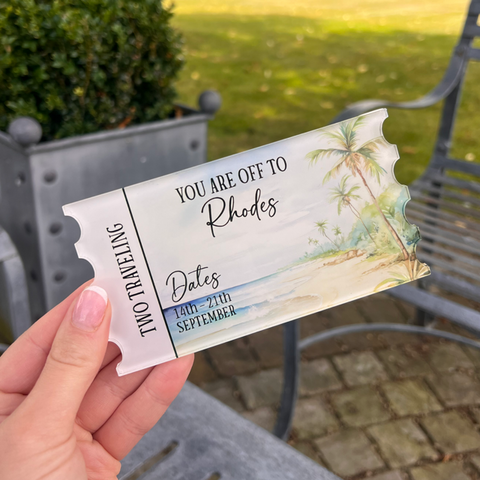 TWO TRAVELING
YOU ARE OFF TO
Rhodes
Dates
14th - 21th
SEPTEMBER